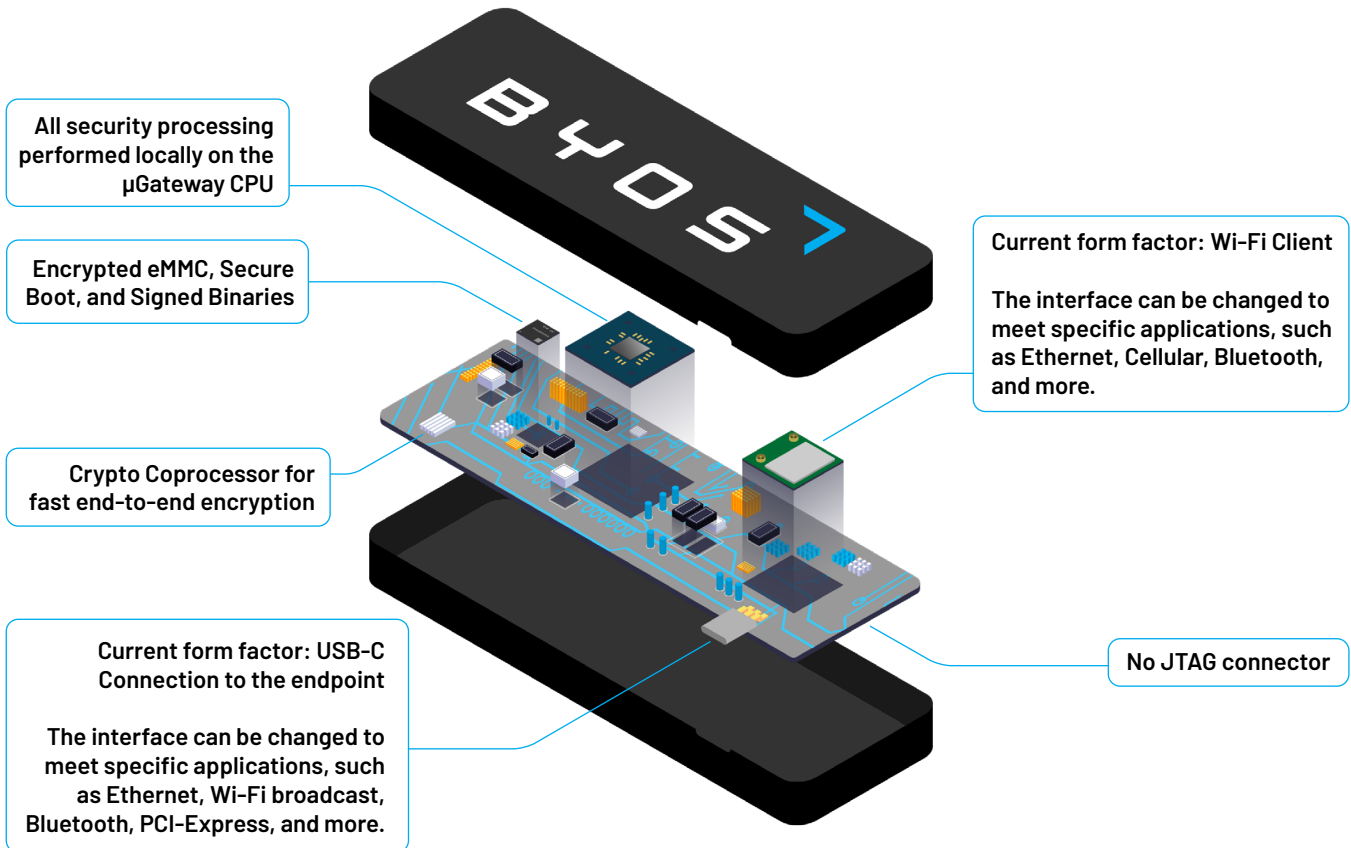 BYOS
All security processing
performed locally on the
µGateway CPU
Encrypted eMMC, Secure
Boot, and Signed Binaries
Crypto Coprocessor for
fast end-to-end encryption
Current form factor: USB-C
Connection to the endpoint
The interface can be changed to
meet specific applications, such
as Ethernet, Wi-Fi broadcast,
Bluetooth, PCI-Express, and more.
Current form factor: Wi-Fi Client
The interface can be changed to
meet specific applications, such
as Ethernet, Cellular, Bluetooth,
and more.
No JTAG connector